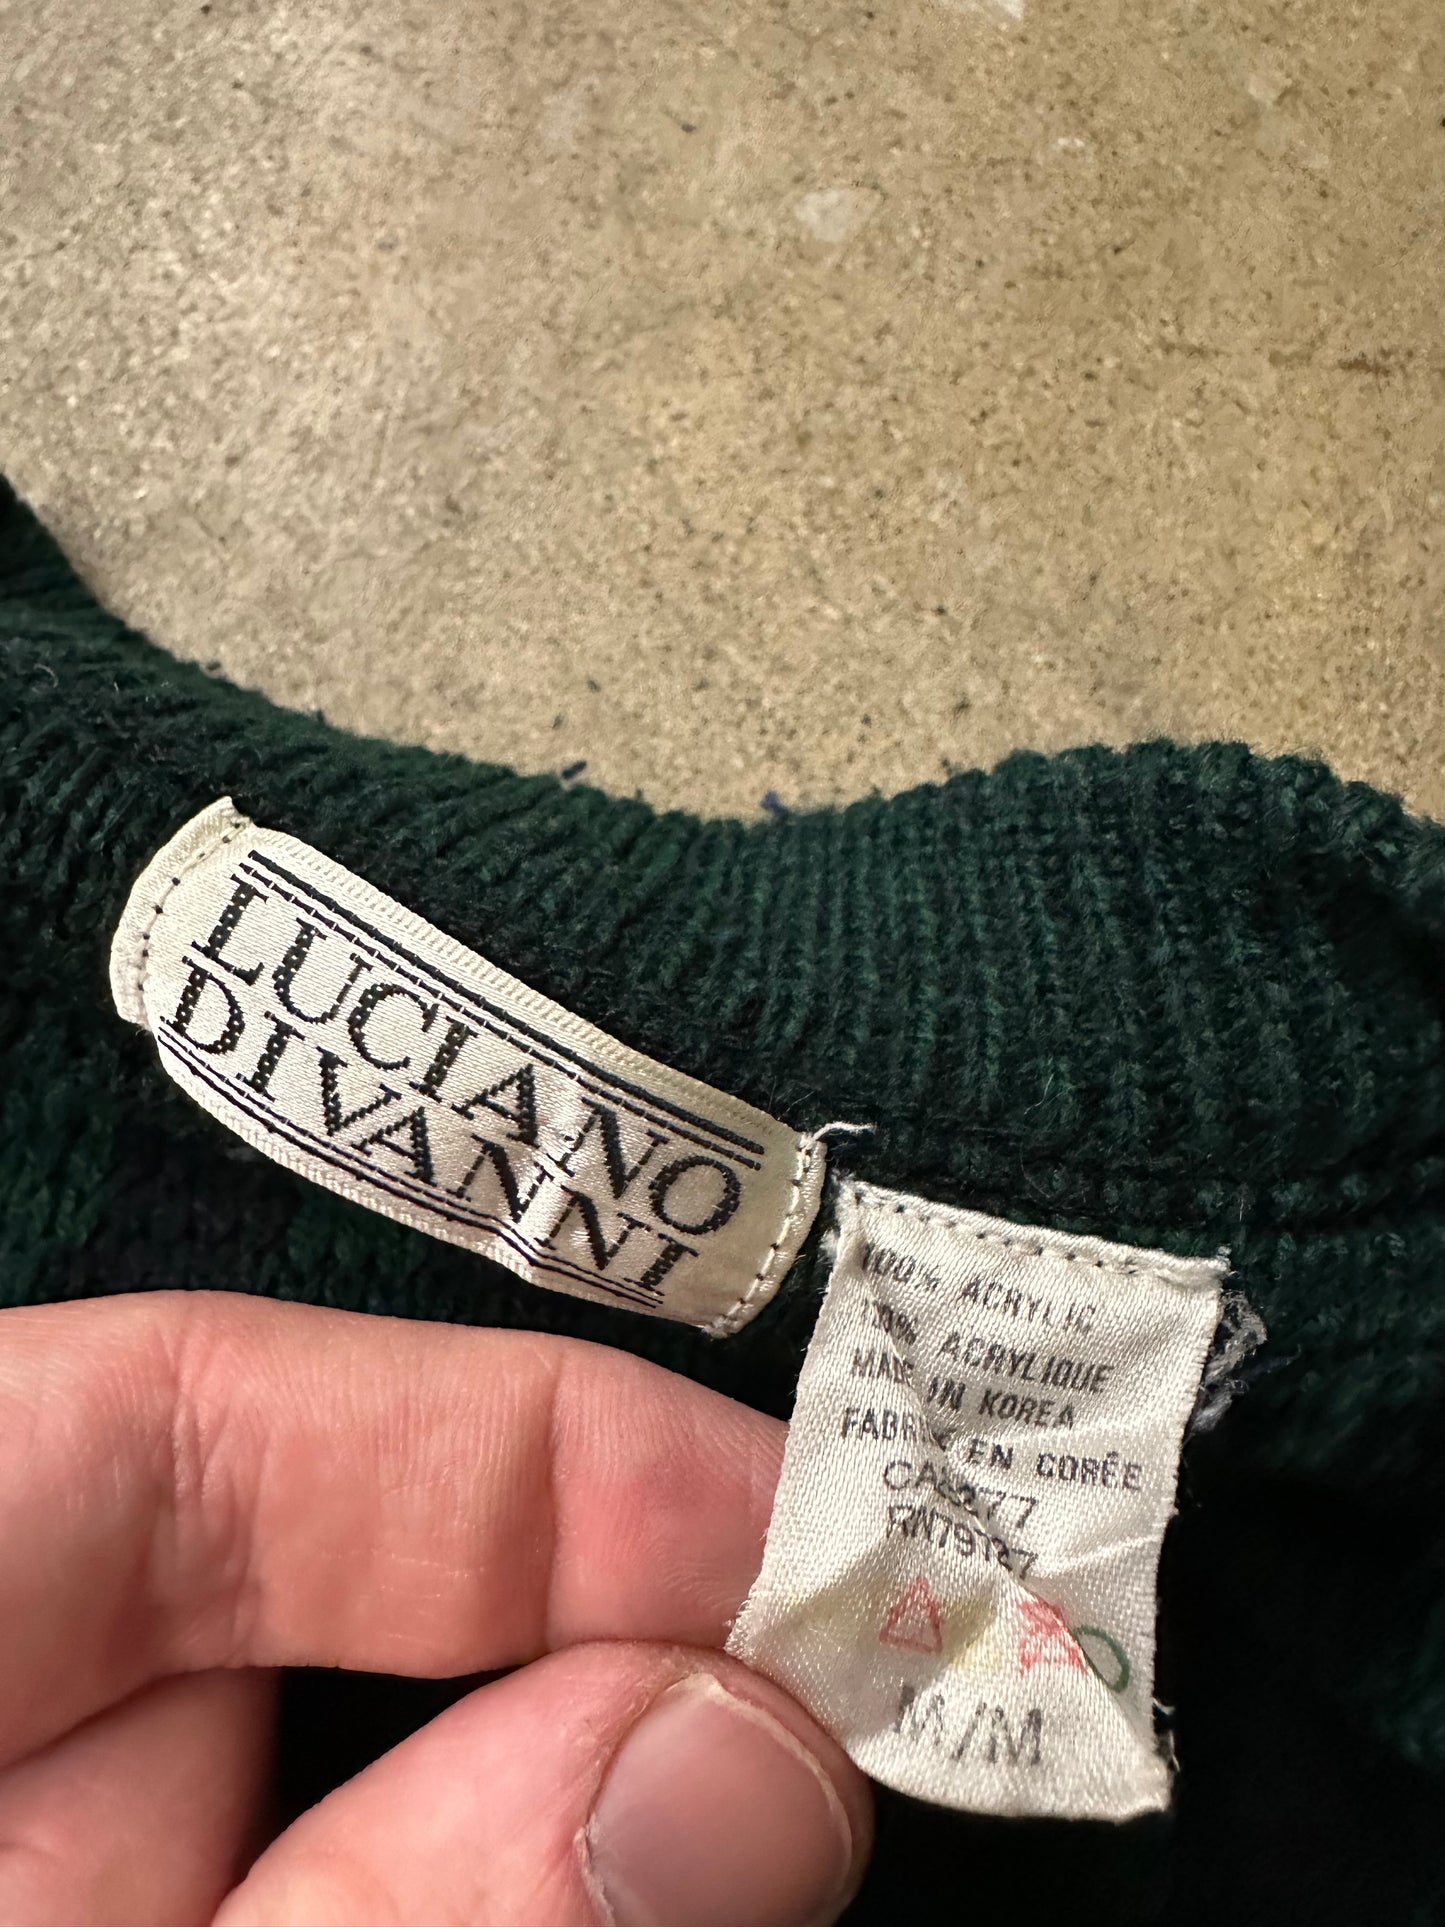 LUCIANO
DIVANNI
100% ACRYLIC
100% ACRYLIQUE
MADE IN KOREA
FABRIQUÉ EN CORÉE
M/M